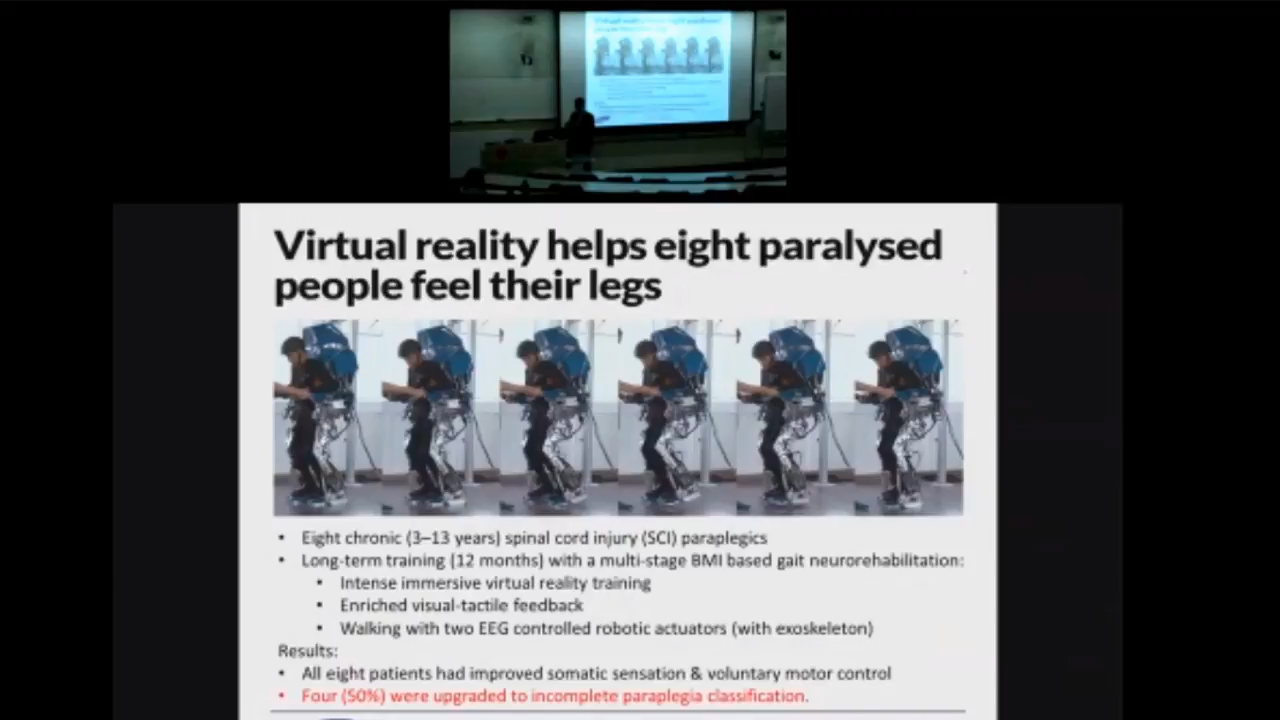 Virtual reality helps eight paralysed
people feel their legs
• Eight chronic (3–13 years) spinal cord injury (SCI) paraplegics
• Long-term training (12 months) with a multi-stage BMI based gait neurorehabilitation:
• Intense immersive virtual reality training
• Enriched visual-tactile feedback
• Walking with two EEG controlled robotic actuators (with exoskeleton)
Results:
• All eight patients had improved somatic sensation & voluntary motor control
• Four (50%) were upgraded to incomplete paraplegia classification.